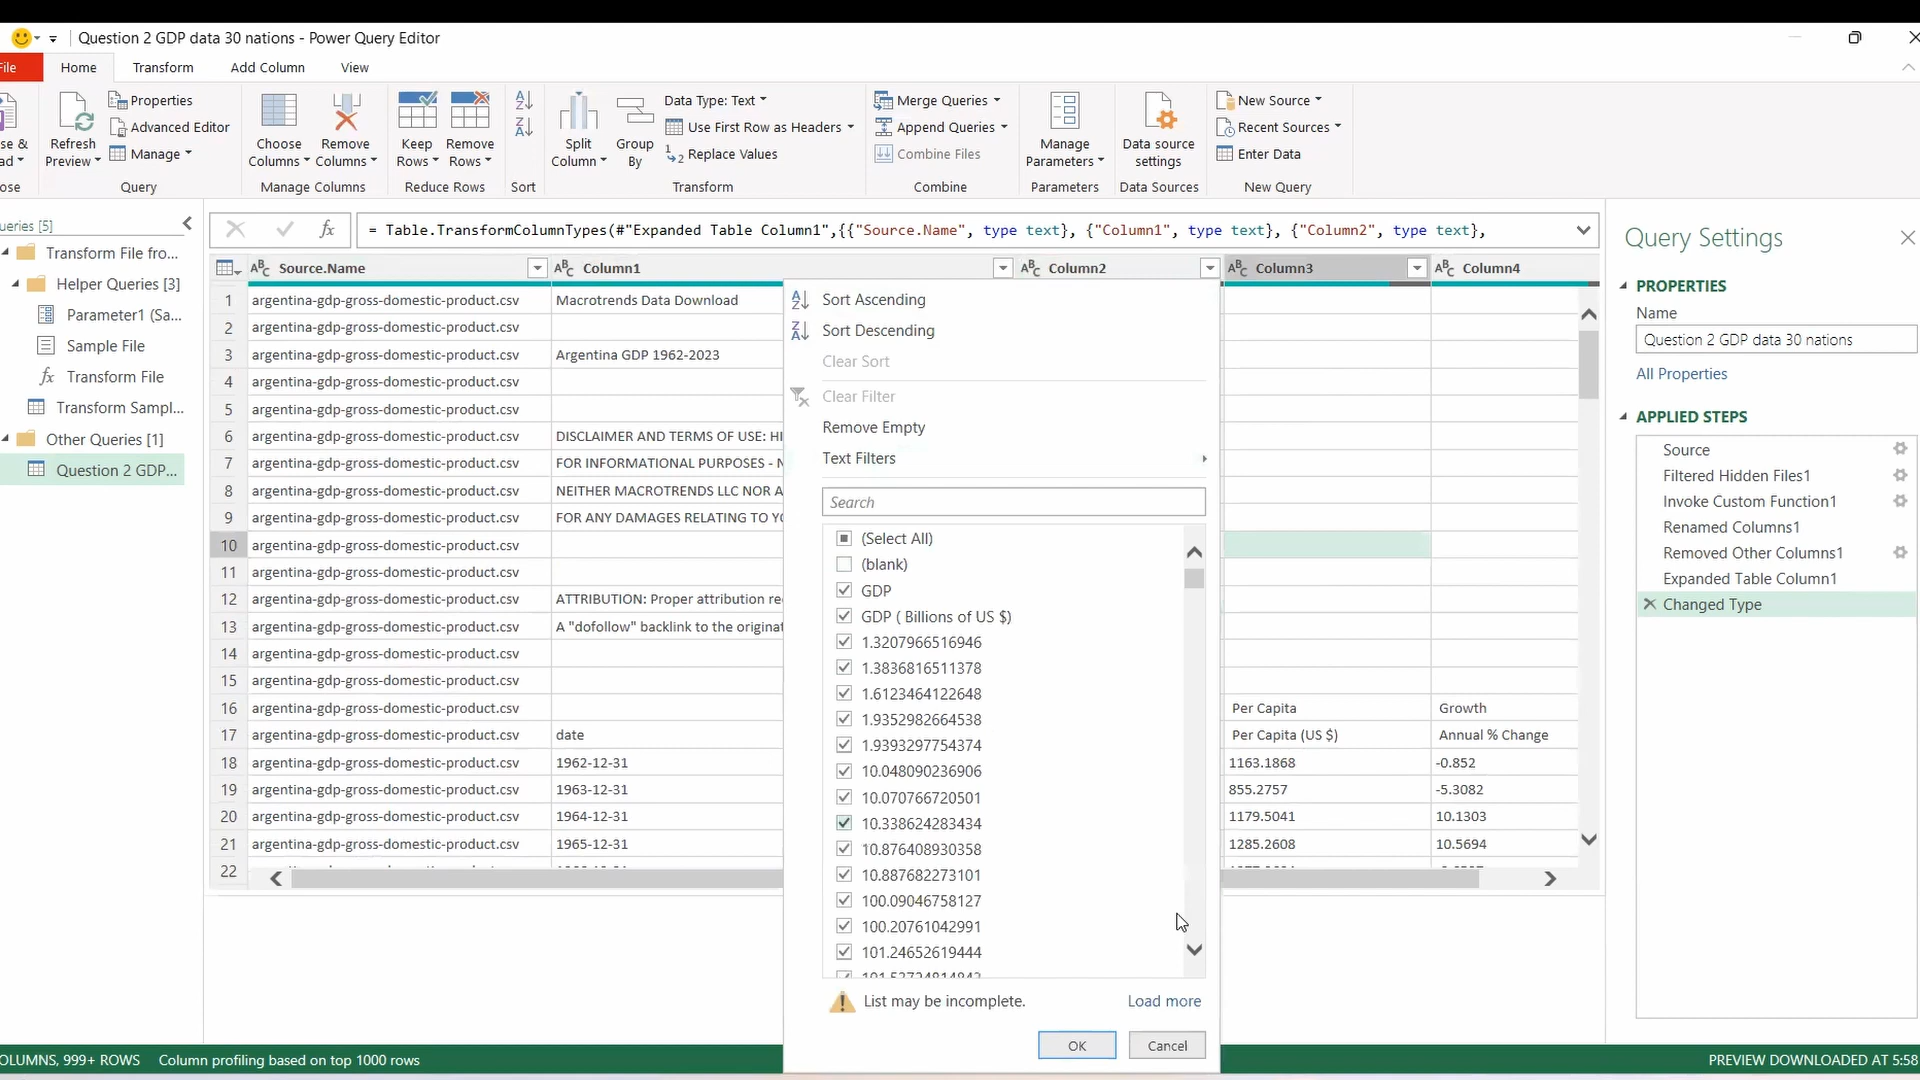 Question 2 GDP data 30 nations - Power Query Editor
File
Home
Transform
Add Column
View
Refresh
Preview
Properties
Advanced Editor
Manage
Query
Choose
Columns
Remove
Columns
Manage Columns
Keep
Rows
Remove
Rows
Reduce Rows
Sort
Split
Column
Group
By
Data Type: Text
Use First Row as Headers
Replace Values
Transform
Merge Queries
Append Queries
Combine Files
Combine
Manage
Parameters
Parameters
Data source
settings
Data Sources
New Source
Recent Sources
Enter Data
New Query
ueries [5]
Transform File fro...
Helper Queries [3]
Parameter1 (Sa...
Sample File
Transform File
Transform Sampl...
Other Queries [1]
Question 2 GDP...
fx = Table.TransformColumnTypes(#"Expanded Table Column1",{{"Source.Name", type text}, {"Column1", type text}, {"Column2", type text},
Source.Name Column1 Column2 Column3 Column4
1 argentina-gdp-gross-domestic-product.csv Macrotrends Data Download
2 argentina-gdp-gross-domestic-product.csv
3 argentina-gdp-gross-domestic-product.csv Argentina GDP 1962-2023
4 argentina-gdp-gross-domestic-product.csv
5 argentina-gdp-gross-domestic-product.csv
6 argentina-gdp-gross-domestic-product.csv DISCLAIMER AND TERMS OF USE: HI
7 argentina-gdp-gross-domestic-product.csv FOR INFORMATIONAL PURPOSES - N
8 argentina-gdp-gross-domestic-product.csv NEITHER MACROTRENDS LLC NOR A
9 argentina-gdp-gross-domestic-product.csv FOR ANY DAMAGES RELATING TO YO
10 argentina-gdp-gross-domestic-product.csv
11 argentina-gdp-gross-domestic-product.csv
12 argentina-gdp-gross-domestic-product.csv ATTRIBUTION: Proper attribution re
13 argentina-gdp-gross-domestic-product.csv A "dofollow" backlink to the origina
14 argentina-gdp-gross-domestic-product.csv
15 argentina-gdp-gross-domestic-product.csv
16 argentina-gdp-gross-domestic-product.csv Per Capita Growth
17 argentina-gdp-gross-domestic-product.csv date Per Capita (US $) Annual % Change
18 argentina-gdp-gross-domestic-product.csv 1962-12-31 1163.1868 -0.852
19 argentina-gdp-gross-domestic-product.csv 1963-12-31 855.2757 -5.3082
20 argentina-gdp-gross-domestic-product.csv 1964-12-31 1179.5041 10.1303
21 argentina-gdp-gross-domestic-product.csv 1965-12-31 1285.2608 10.5694
22
Sort Ascending
Sort Descending
Clear Sort
Clear Filter
Remove Empty
Text Filters
Search
(Select All)
(blank)
GDP
GDP ( Billions of US $)
1.3207966516946
1.3836816511378
1.6123464122648
1.9352982664538
1.9393297754374
10.048090236906
10.070766720501
10.338624283434
10.876408930358
10.887682273101
100.09046758127
100.20761042991
101.24652619444
List may be incomplete.
Load more
OK
Cancel
Query Settings
PROPERTIES
Name
Question 2 GDP data 30 nations
All Properties
APPLIED STEPS
Source
Filtered Hidden Files1
Invoke Custom Function1
Renamed Columns1
Removed Other Columns1
Expanded Table Column1
Changed Type
OLUMNS, 999+ ROWS
Column profiling based on top 1000 rows
PREVIEW DOWNLOADED AT 5:58